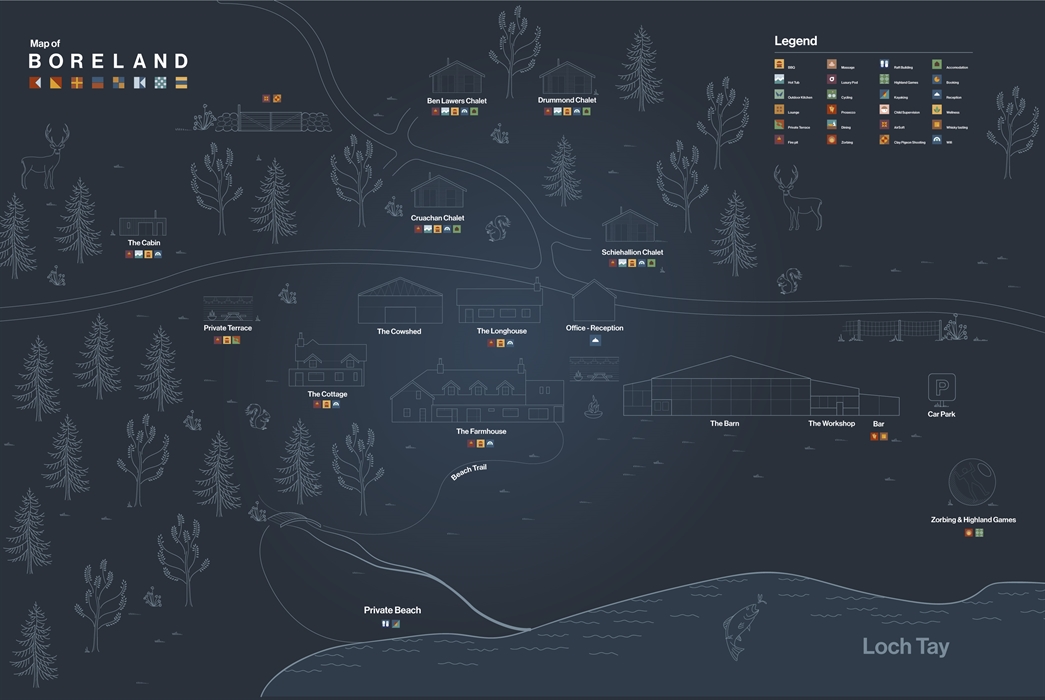 Map of
BORELAND
Legend
BBQ
Hot Tub
Outdoor Kitchen
Lounge
Private Terrace
Fire pit
Massage
Luxury Pod
Cycling
Prosecco
Dining
Zorbing
Highland Games
Kayaking
Child Supervision
Clay Pigeon Shooting
Accomodation
Booking
Reception
Wellness
Whisky tasting
Wifi
Ben Lawers Chalet
Drummond Chalet
Cruachan Chalet
Schiehallion Chalet
The Cabin
Private Terrace
The Cowshed
The Longhouse
Office - Reception
The Cottage
The Farmhouse
The Barn
The Workshop
Bar
P
Car Park
Beach Trail
Zorbing & Highland Games
Private Beach
Loch Tay